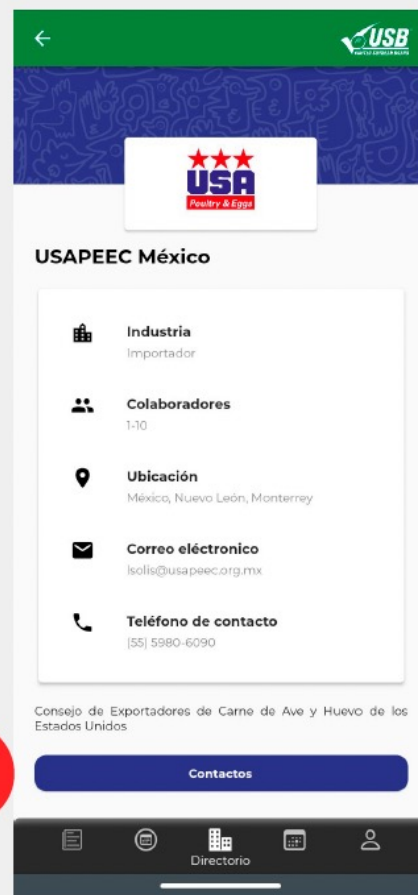 USB
USA
Poultry & Eggs
USAPEEC México
Industria
Importador
Colaboradores
1-10
Ubicación
México, Nuevo León, Monterrey
Correo eléctronico
lsolis@usapeec.org.mx
Teléfono de contacto
(55) 5980-6090
Consejo de Exportadores de Carne de Ave y Huevo de los
Estados Unidos
Contactos
Directorio